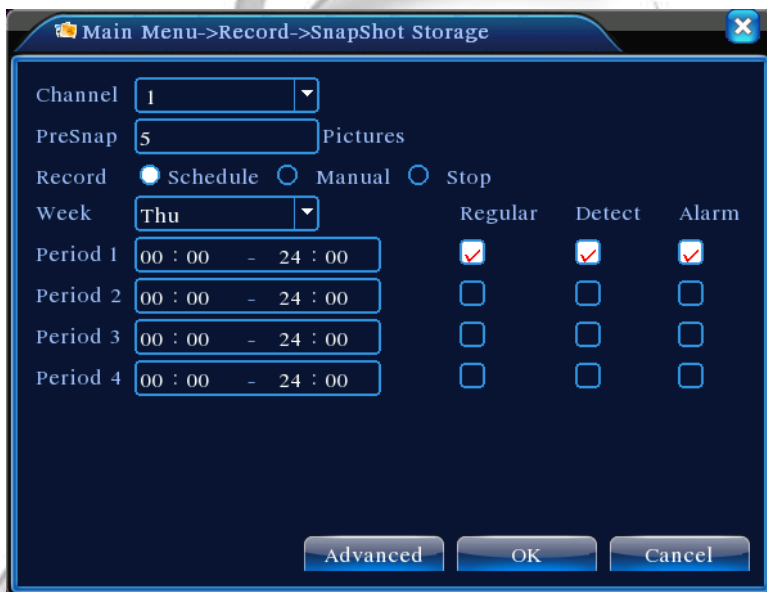 Main Menu->Record->SnapShot Storage
Channel 1
PreSnap 5 Pictures
Record Schedule Manual Stop
Week Thu Regular Detect Alarm
Period 1 00 : 00 - 24 : 00
Period 2 00 : 00 - 24 : 00
Period 3 00 : 00 - 24 : 00
Period 4 00 : 00 - 24 : 00
Advanced OK Cancel